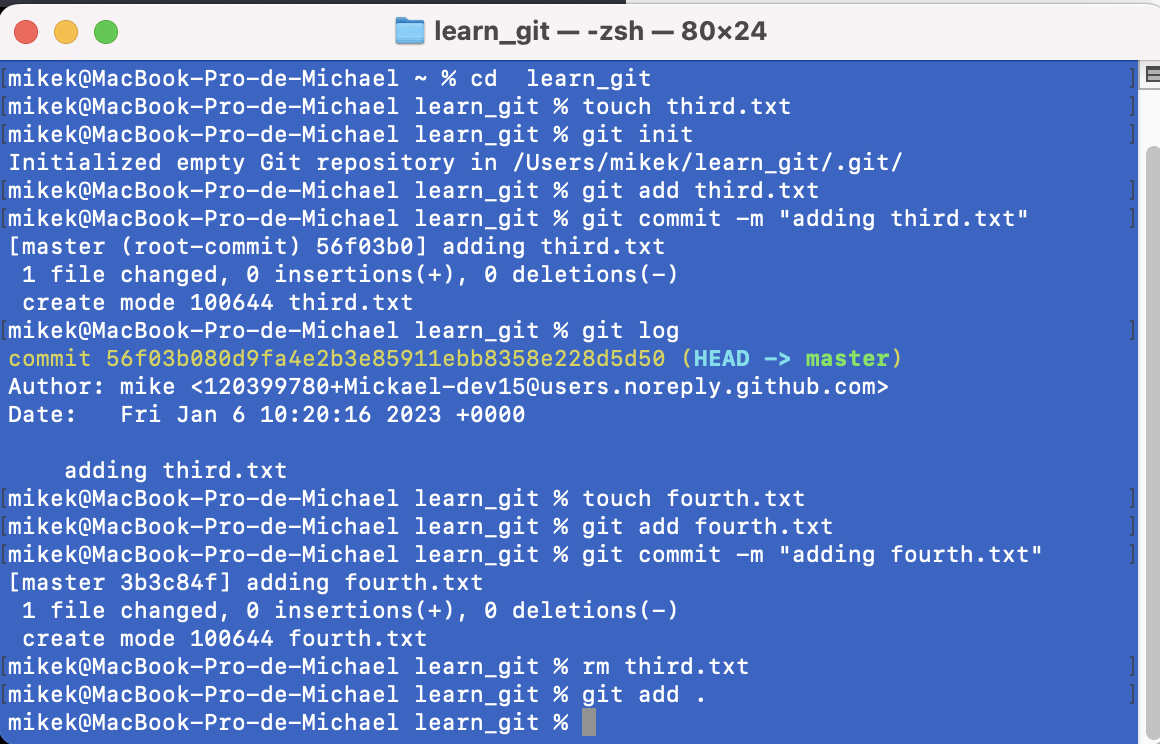 learn_git — -zsh — 80×24
[mikek@MacBook-Pro-de-Michael ~ % cd  learn_git ]
[mikek@MacBook-Pro-de-Michael learn_git % touch third.txt ]
[mikek@MacBook-Pro-de-Michael learn_git % git init ]
Initialized empty Git repository in /Users/mikek/learn_git/.git/
[mikek@MacBook-Pro-de-Michael learn_git % git add third.txt ]
[mikek@MacBook-Pro-de-Michael learn_git % git commit -m "adding third.txt" ]
[master (root-commit) 56f03b0] adding third.txt
 1 file changed, 0 insertions(+), 0 deletions(-)
 create mode 100644 third.txt
[mikek@MacBook-Pro-de-Michael learn_git % git log ]
commit 56f03b080d9fa4e2b3e85911ebb8358e228d5d50 (HEAD -> master)
Author: mike <120399780+Mickael-dev15@users.noreply.github.com>
Date:   Fri Jan 6 10:20:16 2023 +0000
    adding third.txt
[mikek@MacBook-Pro-de-Michael learn_git % touch fourth.txt ]
[mikek@MacBook-Pro-de-Michael learn_git % git add fourth.txt ]
[mikek@MacBook-Pro-de-Michael learn_git % git commit -m "adding fourth.txt" ]
[master 3b3c84f] adding fourth.txt
 1 file changed, 0 insertions(+), 0 deletions(-)
 create mode 100644 fourth.txt
[mikek@MacBook-Pro-de-Michael learn_git % rm third.txt ]
[mikek@MacBook-Pro-de-Michael learn_git % git add . ]
mikek@MacBook-Pro-de-Michael learn_git %